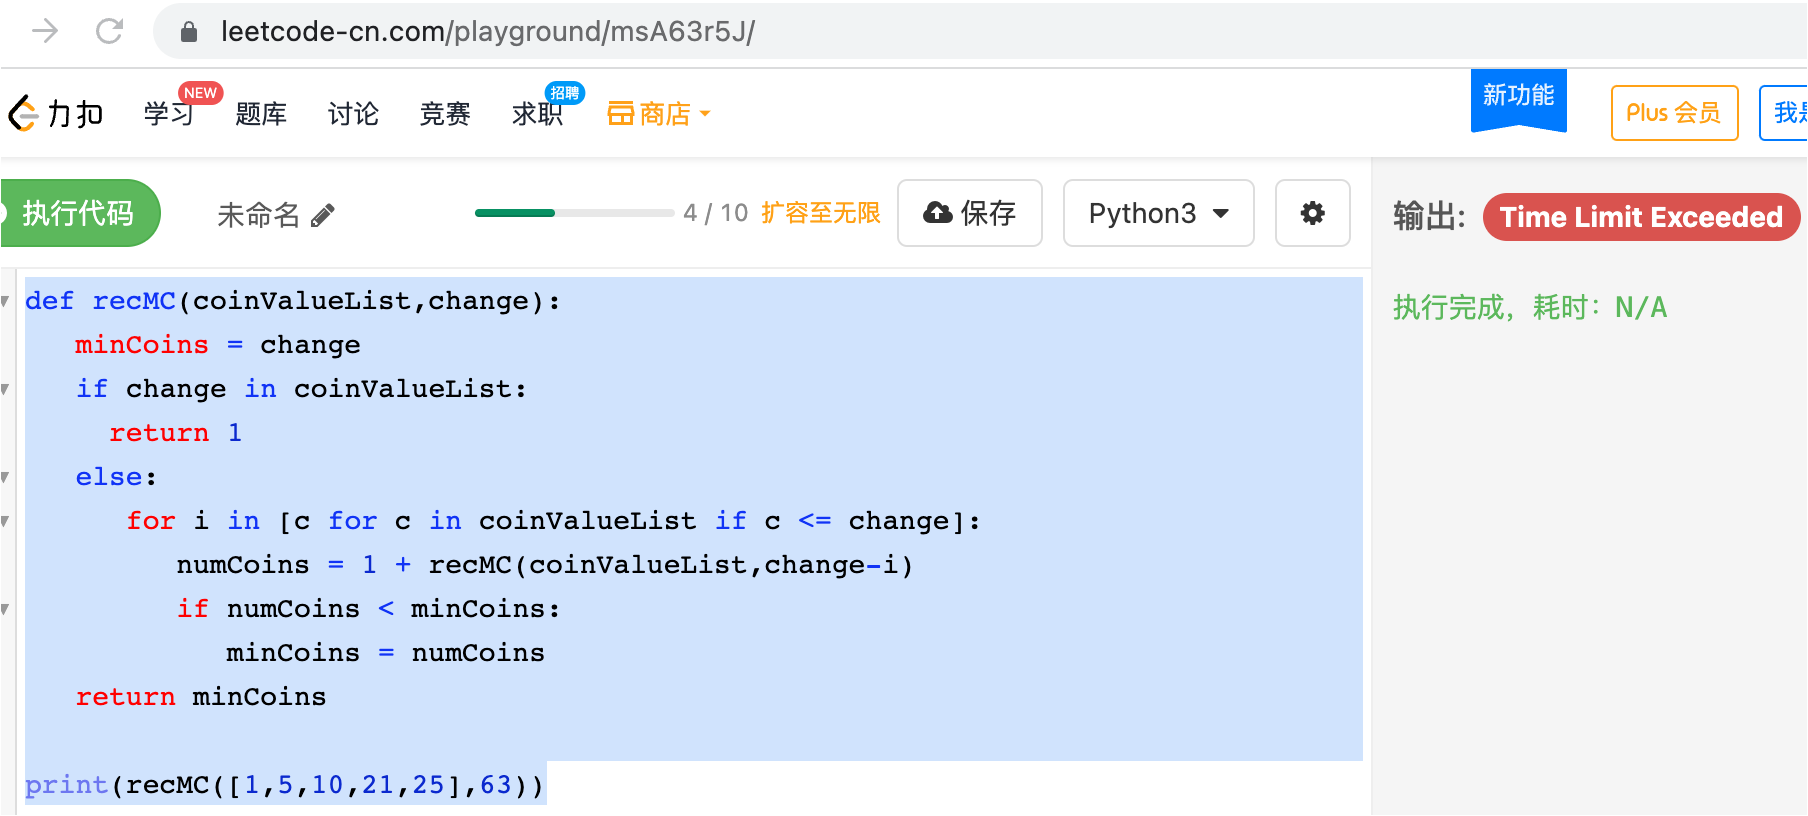 leetcode-cn.com/playground/msA63r5J/
力扣 学习 NEW 题库 讨论 竞赛 求职 招聘 商店 新功能 Plus 会员
执行代码 未命名 4 / 10 扩容至无限 保存 Python3
输出: Time Limit Exceeded
执行完成，耗时：N/A
def recMC(coinValueList,change):
   minCoins = change
   if change in coinValueList:
     return 1
   else:
      for i in [c for c in coinValueList if c <= change]:
         numCoins = 1 + recMC(coinValueList,change-i)
         if numCoins < minCoins:
            minCoins = numCoins
   return minCoins
print(recMC([1,5,10,21,25],63))